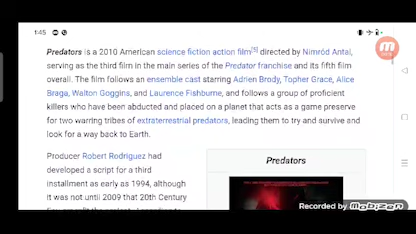 1:45
Predators is a 2010 American science fiction action film[5] directed by Nimród Antal,
serving as the third film in the main series of the Predator franchise and its fifth film
overall. The film follows an ensemble cast starring Adrien Brody, Topher Grace, Alice
Braga, Walton Goggins, and Laurence Fishburne, and follows a group of proficient
killers who have been abducted and placed on a planet that acts as a game preserve
for two warring tribes of extraterrestrial predators, leading them to try and survive and
look for a way back to Earth.
Producer Robert Rodriguez had
developed a script for a third
installment as early as 1994, although
it was not until 2009 that 20th Century
Predators
Recorded by mobizen